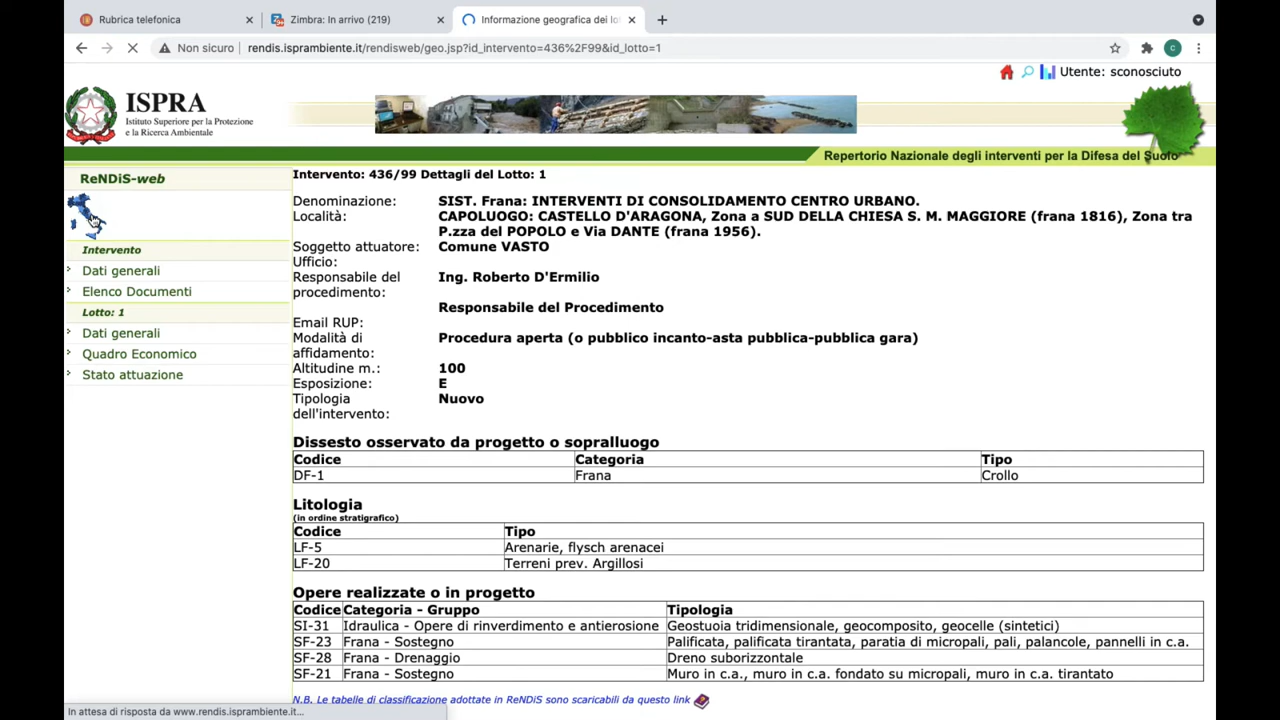 Rubrica telefonica
Zimbra: In arrivo (219)
Informazione geografica dei lo
Non sicuro
rendis.isprambiente.it/rendisweb/geo.jsp?id_intervento=436%2F99&id_lotto=1
C
Utente: sconosciuto
ISPRA
Istituto Superiore per la Protezione
e la Ricerca Ambientale
Repertorio Nazionale degli interventi per la Difesa del Suolo
ReNDiS-web
Intervento
Dati generali
Elenco Documenti
Lotto: 1
Dati generali
Quadro Economico
Stato attuazione
Intervento: 436/99 Dettagli del Lotto: 1
Denominazione: SIST. Frana: INTERVENTI DI CONSOLIDAMENTO CENTRO URBANO.
Località: CAPOLUOGO: CASTELLO D'ARAGONA, Zona a SUD DELLA CHIESA S. M. MAGGIORE (frana 1816), Zona tra
P.zza del POPOLO e Via DANTE (frana 1956).
Soggetto attuatore: Comune VASTO
Ufficio:
Responsabile del Ing. Roberto D'Ermilio
procedimento:
Responsabile del Procedimento
Email RUP:
Modalità di Procedura aperta (o pubblico incanto-asta pubblica-pubblica gara)
affidamento:
Altitudine m.: 100
Esposizione: E
Tipologia Nuovo
dell'intervento:
Dissesto osservato da progetto o sopralluogo
Codice Categoria Tipo
DF-1 Frana Crollo
Litologia
(in ordine stratigrafico)
Codice Tipo
LF-5 Arenarie, flysch arenacei
LF-20 Terreni prev. Argillosi
Opere realizzate o in progetto
Codice Categoria - Gruppo Tipologia
SI-31 Idraulica - Opere di rinverdimento e antierosione Geostuoia tridimensionale, geocomposito, geocelle (sintetici)
SF-23 Frana - Sostegno Palificata, palificata tirantata, paratia di micropali, pali, palancole, pannelli in c.a.
SF-28 Frana - Drenaggio Dreno suborizzontale
SF-21 Frana - Sostegno Muro in c.a., muro in c.a. fondato su micropali, muro in c.a. tirantato
N.B. Le tabelle di classificazione adottate in ReNDiS sono scaricabili da questo link
In attesa di risposta da www.rendis.isprambiente.it...